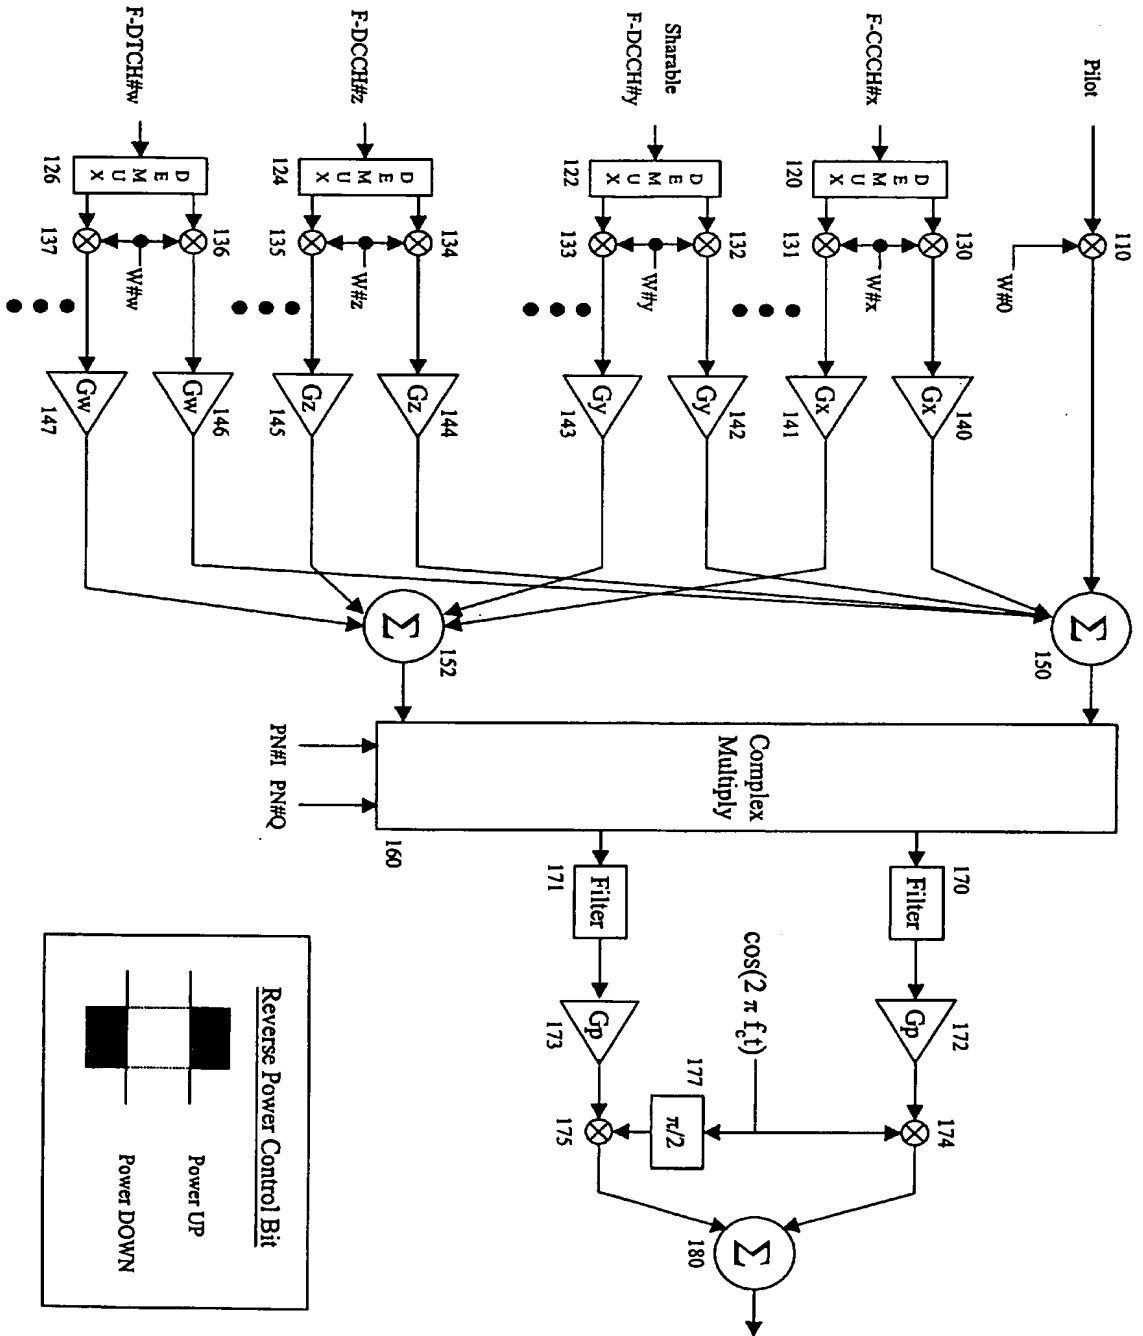 Pilot
110
W#0
F-CCCH#x
120
D E M U X
130
131
W#x
Gx
140
Gx
141
Sharable
F-DCCH#y
122
D E M U X
132
133
W#y
Gy
142
Gy
143
F-DCCH#z
124
D E M U X
134
135
W#z
Gz
144
Gz
145
F-DTCH#w
126
D E M U X
136
137
W#w
Gw
146
Gw
147
Σ
150
Σ
152
Complex
Multiply
160
PN#I
PN#Q
170
Filter
171
Filter
Gp
172
Gp
173
cos(2 π fct)
177
π/2
174
175
Σ
180
Reverse Power Control Bit
Power UP
Power DOWN